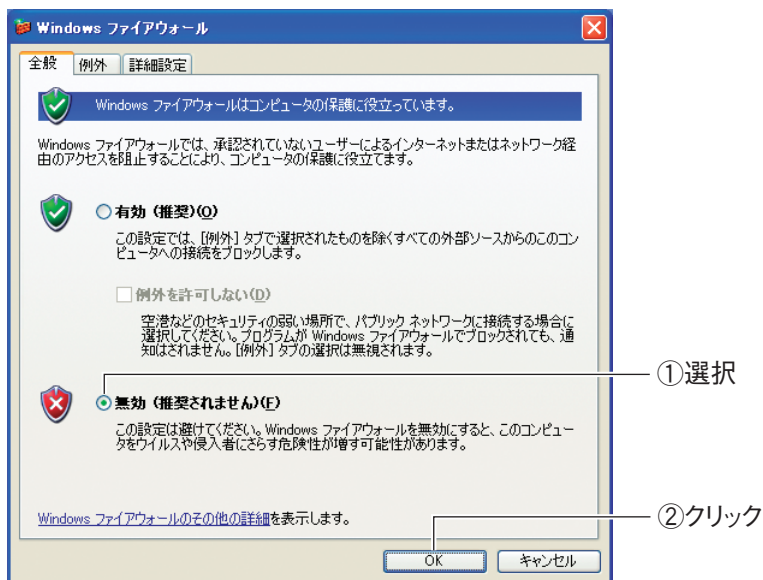 Windows ファイアウォール
全般 例外 詳細設定
Windows ファイアウォールはコンピュータの保護に役立っています。
Windows ファイアウォールでは、承認されていないユーザーによるインターネットまたはネットワーク経
由のアクセスを阻止することにより、コンピュータの保護に役立てます。
有効 (推奨)(O)
この設定では、[例外] タブで選択されたものを除くすべての外部ソースからのこのコン
ピュータへの接続をブロックします。
例外を許可しない(D)
空港などのセキュリティの弱い場所で、パブリック ネットワークに接続する場合に
選択してください。プログラムが Windows ファイアウォールでブロックされても、通
知はされません。[例外] タブの選択は無視されます。
①選択
無効 (推奨されません)(F)
この設定は避けてください。Windows ファイアウォールを無効にすると、このコンピュー
タをウイルスや侵入者にさらす危険性が増す可能性があります。
Windows ファイアウォールのその他の詳細を表示します。
②クリック
OK キャンセル